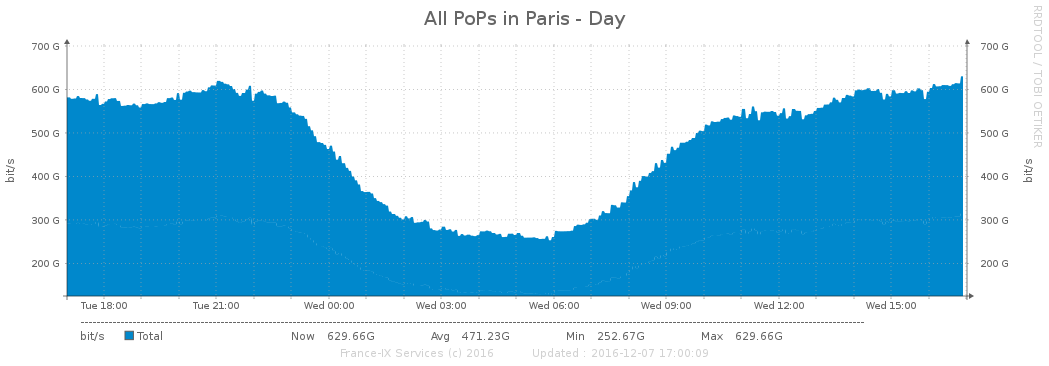 All PoPs in Paris - Day
RRDTOOL / TOBI OETIKER
700 G 700 G
600 G 600 G
500 G 500 G
400 G 400 G
300 G 300 G
200 G 200 G
bit/s
bit/s
Tue 18:00 Tue 21:00 Wed 00:00 Wed 03:00 Wed 06:00 Wed 09:00 Wed 12:00 Wed 15:00
bit/s Total Now 629.66G Avg 471.23G Min 252.67G Max 629.66G
France-IX Services (c) 2016 Updated : 2016-12-07 17:00:09